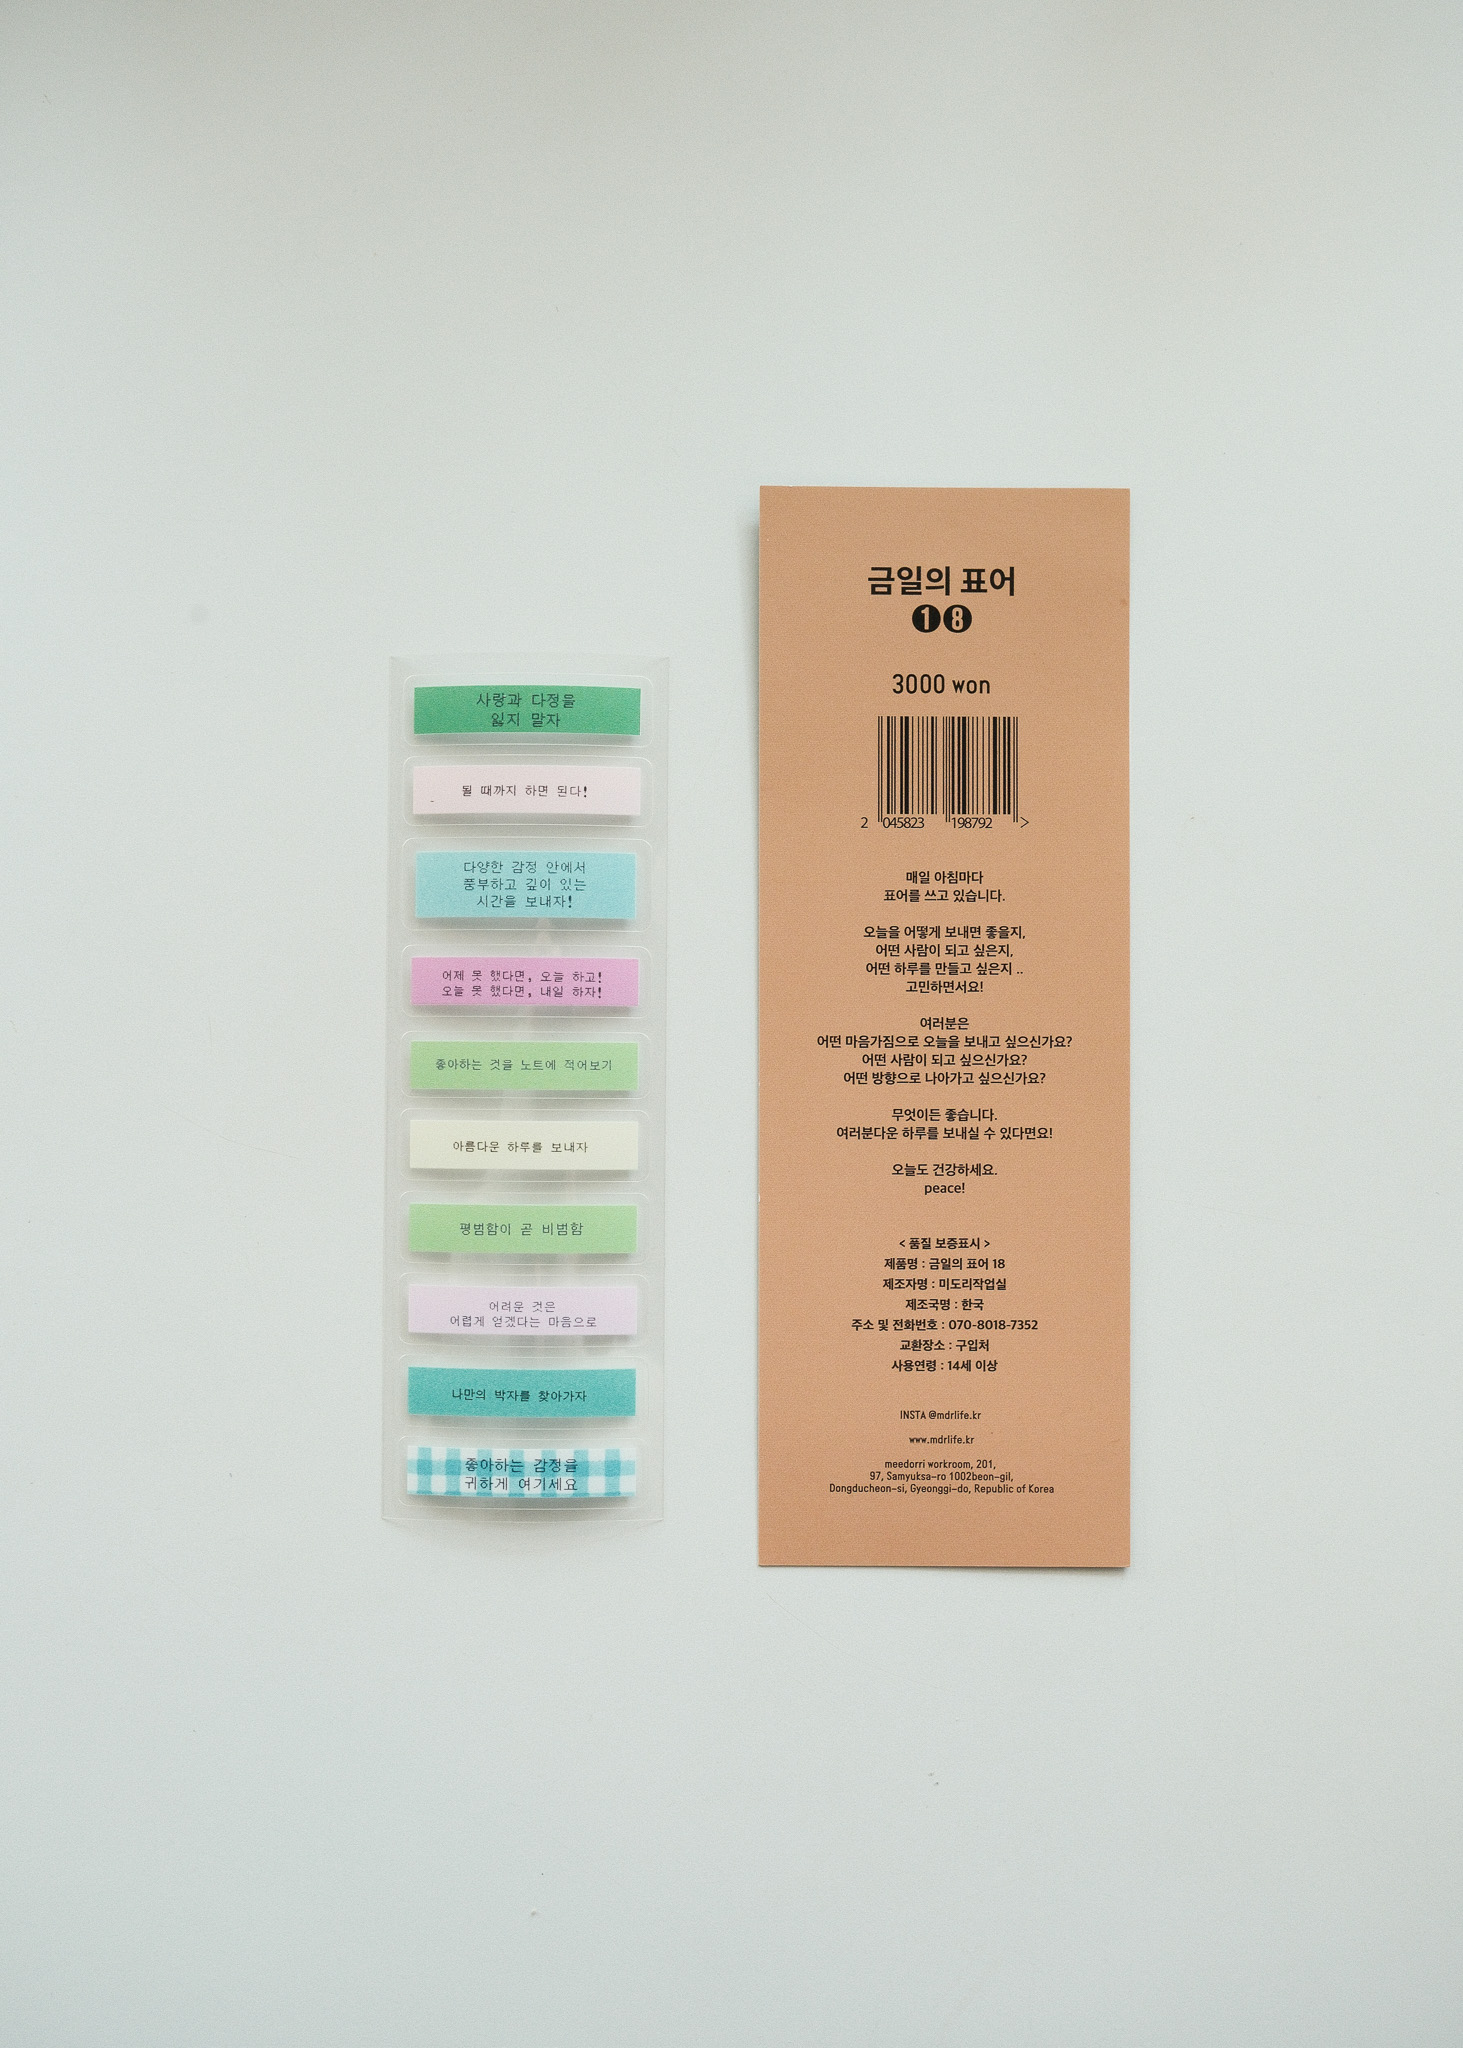 사랑과 다정을
잃지 말자
될 때까지 하면 된다!
다양한 감정 안에서
풍부하고 깊이 있는
시간을 보내자!
어제 못 했다면, 오늘 하고!
오늘 못 했다면, 내일 하자!
좋아하는 것을 노트에 적어보기
아름다운 하루를 보내자
평범함이 곧 비범함
어려운 것은
어렵게 얻겠다는 마음으로
나만의 박자를 찾아가자
좋아하는 감정을
귀하게 여기세요
금일의 표어
18
3000 won
2 045823 198792 >
매일 아침마다
표어를 쓰고 있습니다.
오늘을 어떻게 보내면 좋을지,
어떤 사람이 되고 싶은지,
어떤 하루를 만들고 싶은지 ..
고민하면서요!
여러분은
어떤 마음가짐으로 오늘을 보내고 싶으신가요?
어떤 사람이 되고 싶으신가요?
어떤 방향으로 나아가고 싶으신가요?
무엇이든 좋습니다.
여러분다운 하루를 보내실 수 있다면요!
오늘도 건강하세요.
peace!
< 품질 보증표시 >
제품명 : 금일의 표어 18
제조자명 : 미도리작업실
제조국명 : 한국
주소 및 전화번호 : 070-8018-7352
교환장소 : 구입처
사용연령 : 14세 이상
INSTA @mdrlife.kr
www.mdrlife.kr
meedorri workroom, 201,
97, Samyuksa-ro 1002beon-gil,
Dongducheon-si, Gyeonggi-do, Republic of Korea